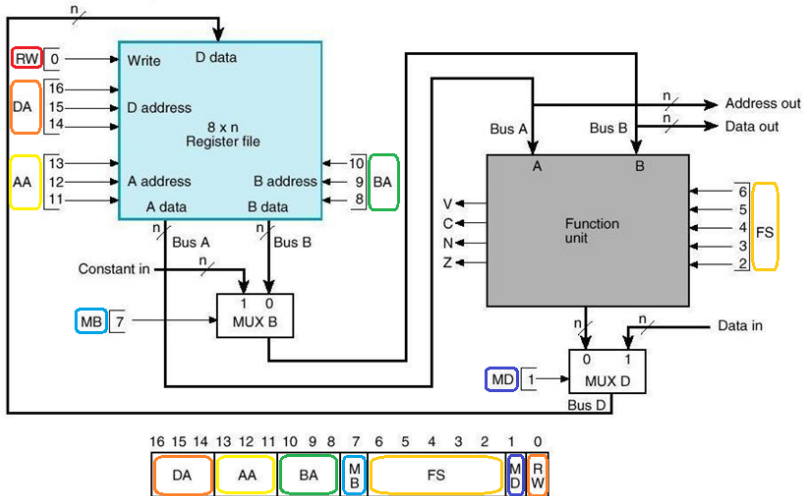 n
RW 0 Write D data
16
DA 15 D address
14
8 x n
Register file
13
AA 12 A address
11
10
B address 9 BA
8
A data B data
n Bus A n Bus B
Constant in n
1 0
MB 7 MUX B
n Address out
n Data out
Bus A Bus B
A B
V
C
N
Z
Function
unit
6
5
4 FS
3
2
n n Data in
0 1
MD 1 MUX D
Bus D
16 15 14 13 12 11 10 9 8 7 6 5 4 3 2 1 0
DA AA BA M B FS M D R W